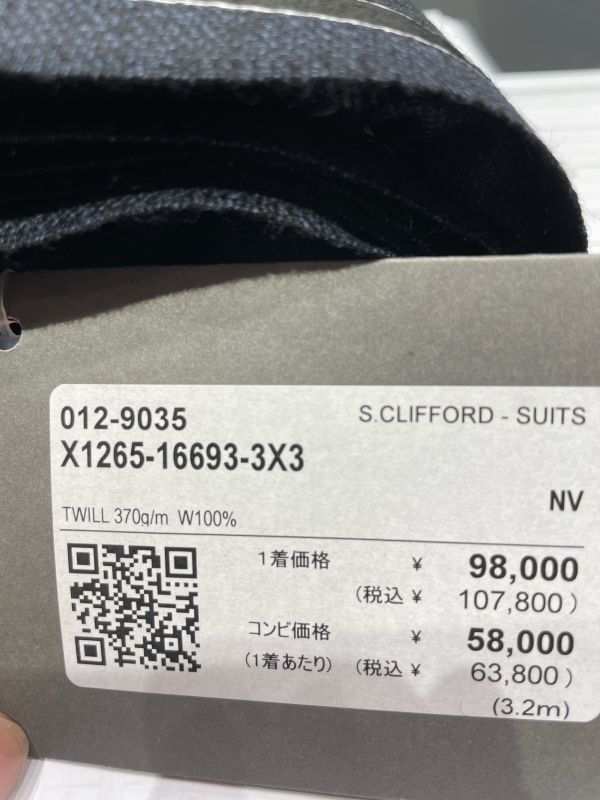 012-9035 S.CLIFFORD - SUITS
X1265-16693-3X3
NV
TWILL 370g/m W100%
1着価格 ¥ 98,000
(税込 ¥ 107,800)
コンビ価格 ¥ 58,000
(1着あたり) (税込 ¥ 63,800)
(3.2m)